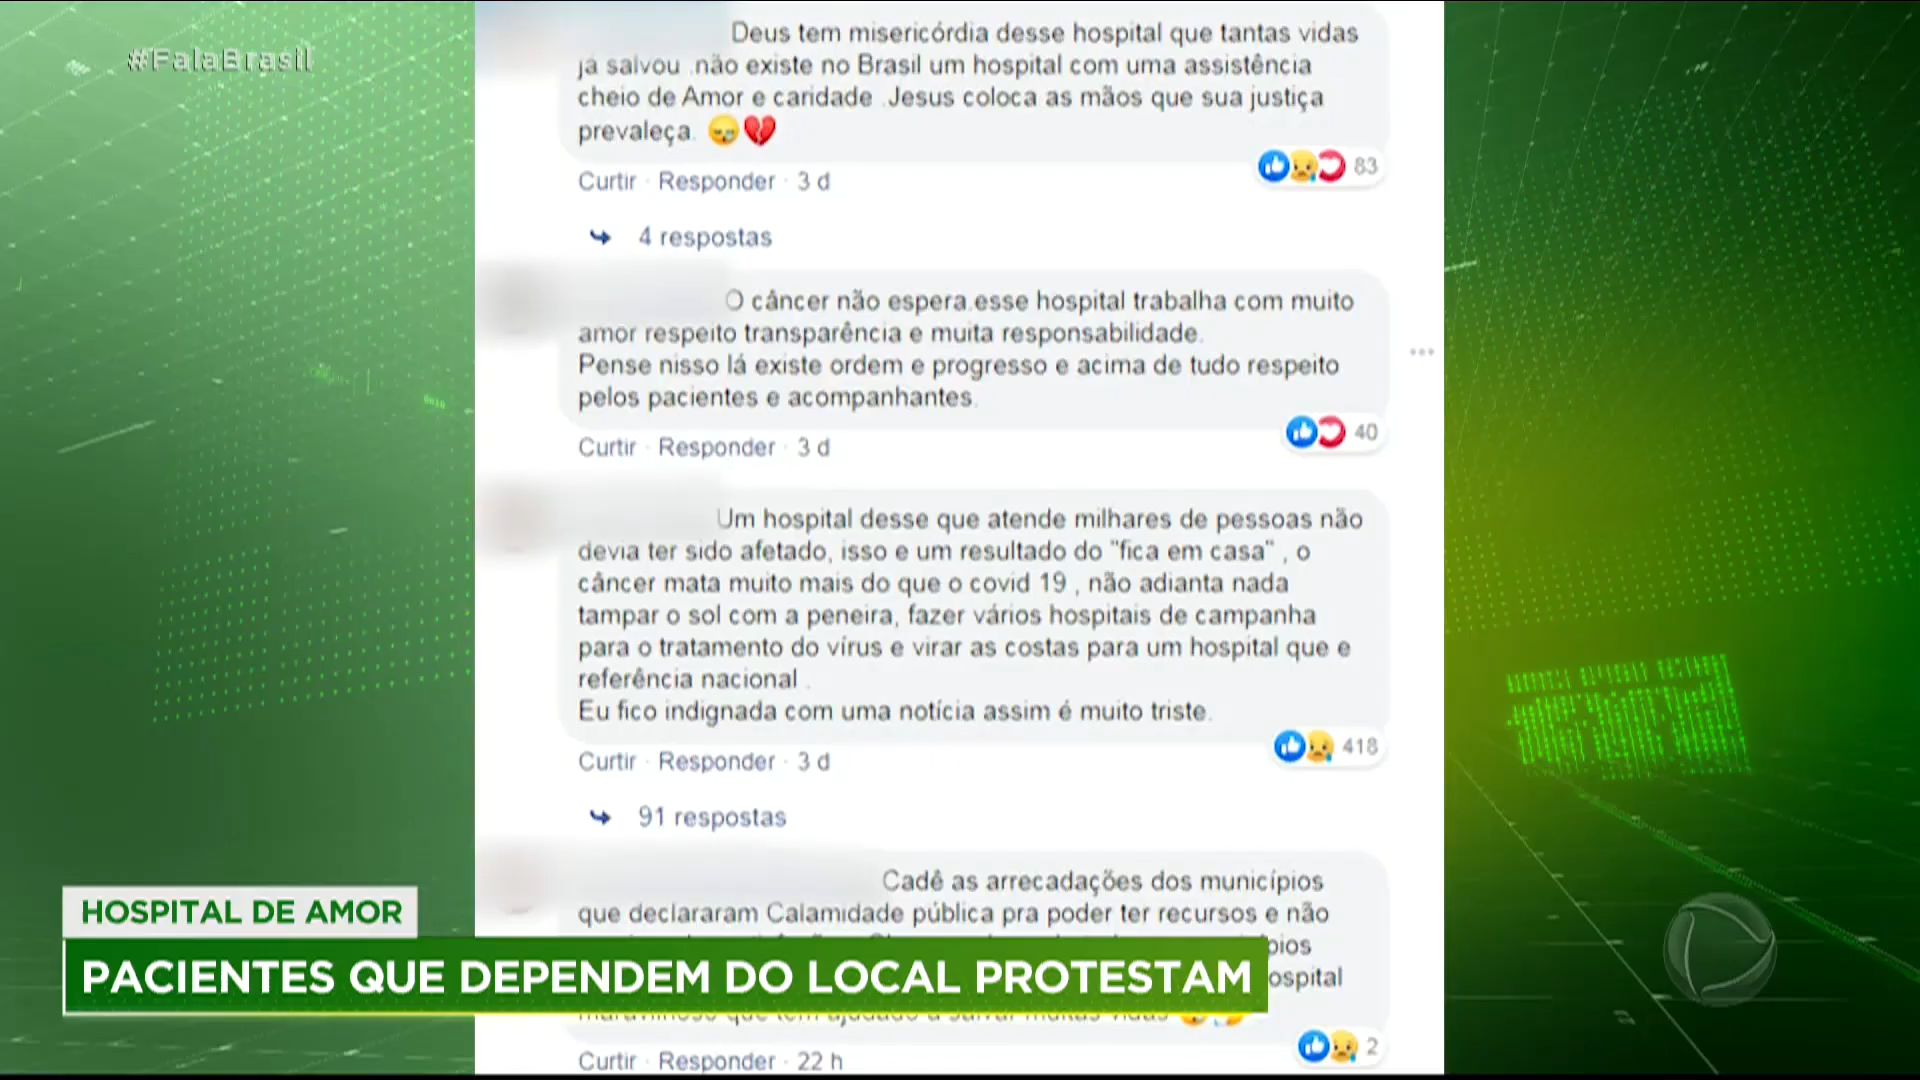 #FalaBrasil
Deus tem misericórdia desse hospital que tantas vidas
já salvou .não existe no Brasil um hospital com uma assistência
cheio de Amor e caridade .Jesus coloca as mãos que sua justiça
prevaleça.
83
Curtir · Responder · 3 d
4 respostas
O câncer não espera.esse hospital trabalha com muito
amor respeito transparência e muita responsabilidade.
Pense nisso lá existe ordem e progresso e acima de tudo respeito
pelos pacientes e acompanhantes.
40
Curtir · Responder · 3 d
Um hospital desse que atende milhares de pessoas não
devia ter sido afetado, isso e um resultado do "fica em casa" , o
câncer mata muito mais do que o covid 19 , não adianta nada
tampar o sol com a peneira, fazer vários hospitais de campanha
para o tratamento do vírus e virar as costas para um hospital que e
referência nacional .
Eu fico indignada com uma notícia assim é muito triste.
418
Curtir · Responder · 3 d
91 respostas
Cadê as arrecadações dos municípios
que declararam Calamidade pública pra poder ter recursos e não
maravilhoso que tem ajudado a salvar muitas vidas
2
Curtir · Responder · 22 h
HOSPITAL DE AMOR
PACIENTES QUE DEPENDEM DO LOCAL PROTESTAM